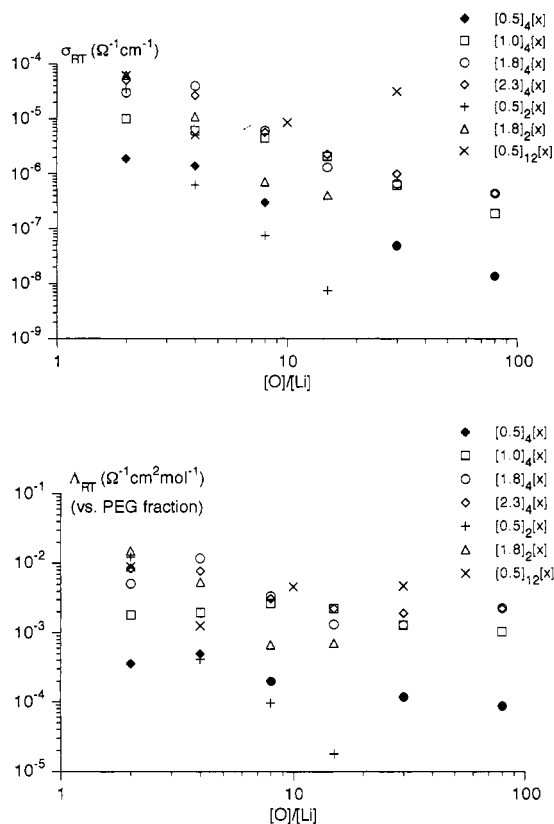 [0.5]₄[x]
[1.0]₄[x]
[1.8]₄[x]
[2.3]₄[x]
[0.5]₂[x]
[1.8]₂[x]
[0.5]₁₂[x]
σRT (Ω⁻¹cm⁻¹)
10⁻⁴
10⁻⁵
10⁻⁶
10⁻⁷
10⁻⁸
10⁻⁹
1 10 100
[O]/[Li]
[0.5]₄[x]
[1.0]₄[x]
[1.8]₄[x]
[2.3]₄[x]
[0.5]₂[x]
[1.8]₂[x]
[0.5]₁₂[x]
ΛRT (Ω⁻¹cm²mol⁻¹)
(vs. PEG fraction)
10⁻¹
10⁻²
10⁻³
10⁻⁴
10⁻⁵
1 10 100
[O]/[Li]